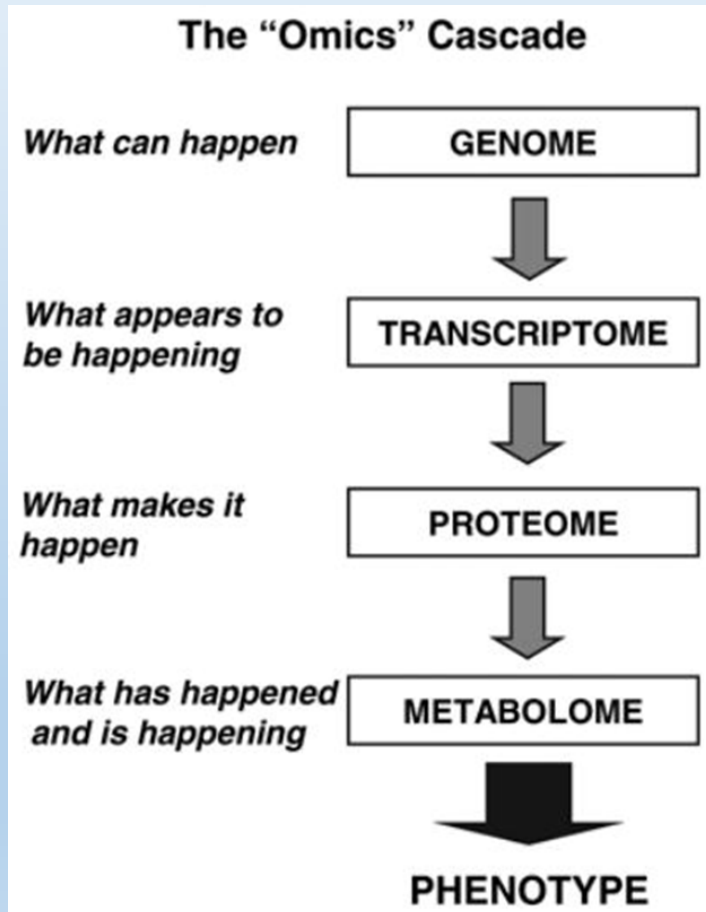 The “Omics” Cascade
What can happen
GENOME
What appears to
be happening
TRANSCRIPTOME
What makes it
happen
PROTEOME
What has happened
and is happening
METABOLOME
PHENOTYPE